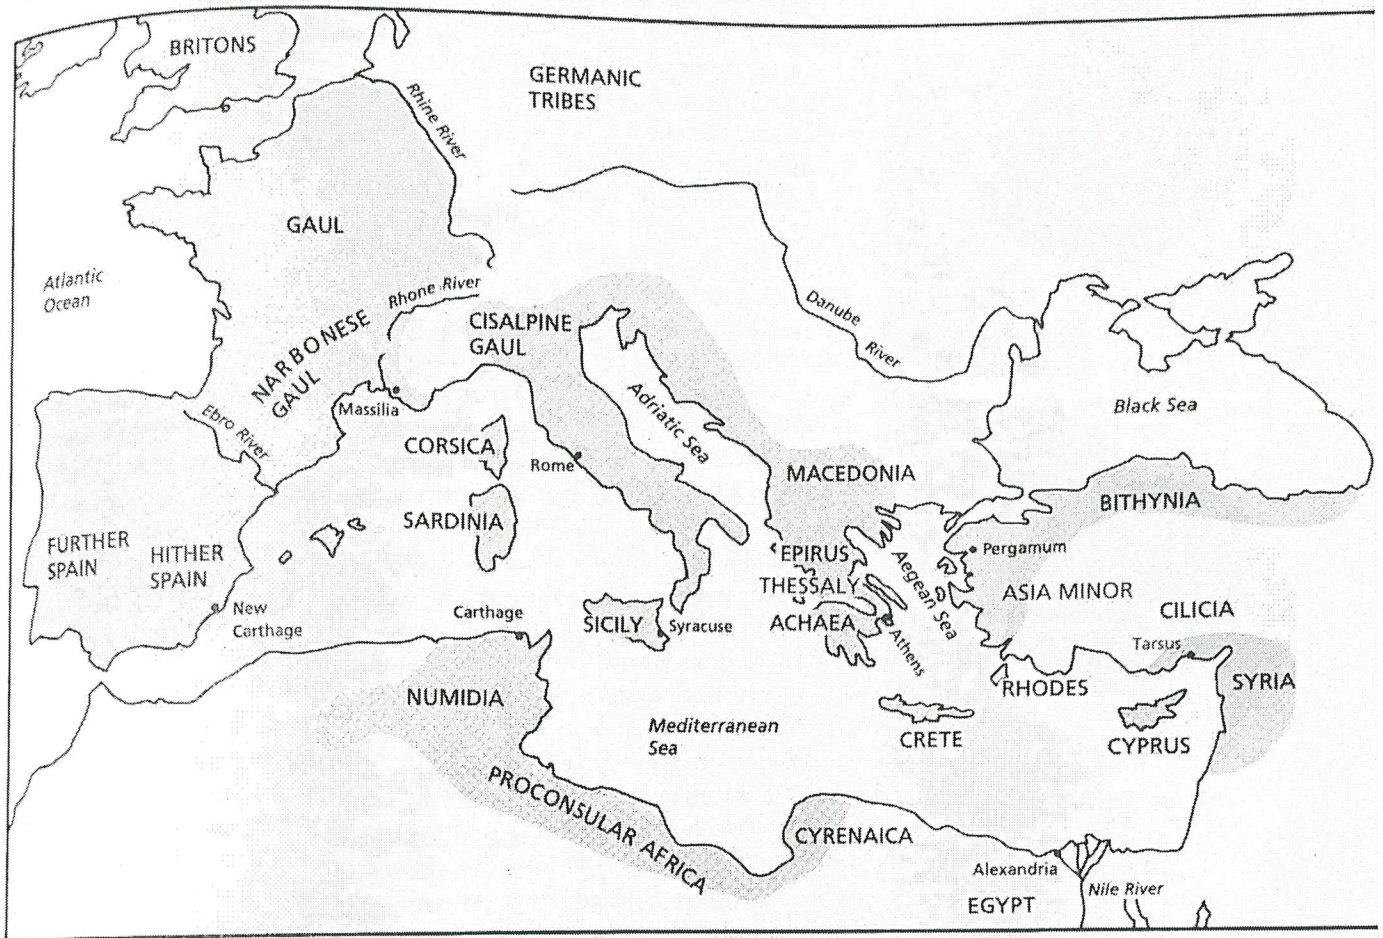 BRITONS
GERMANIC
TRIBES
Rhine River
GAUL
Atlantic
Ocean
Rhone River
Danube
River
CISALPINE
GAUL
NARBONESE
GAUL
Massilia
Ebro River
Adriatic Sea
Black Sea
CORSICA
Rome
MACEDONIA
BITHYNIA
SARDINIA
FURTHER
SPAIN
HITHER
SPAIN
EPIRUS
Pergamum
THESSALY
Aegean Sea
ASIA MINOR
New
Carthage
Carthage
SICILY
Syracuse
ACHAEA
Athens
CILICIA
Tarsus
NUMIDIA
RHODES
SYRIA
Mediterranean
Sea
CRETE
CYPRUS
PROCONSULAR AFRICA
CYRENAICA
Alexandria
Nile River
EGYPT